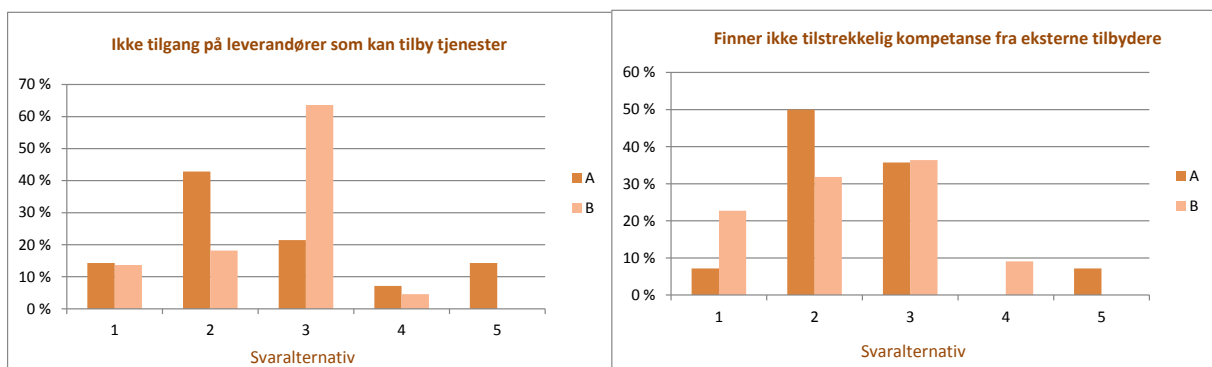 Ikke tilgang på leverandører som kan tilby tjenester
70 %
60 %
50 %
40 %
30 %
20 %
10 %
0 %
1 2 3 4 5
Svaralternativ
A
B
Finner ikke tilstrekkelig kompetanse fra eksterne tilbydere
60 %
50 %
40 %
30 %
20 %
10 %
0 %
1 2 3 4 5
Svaralternativ
A
B